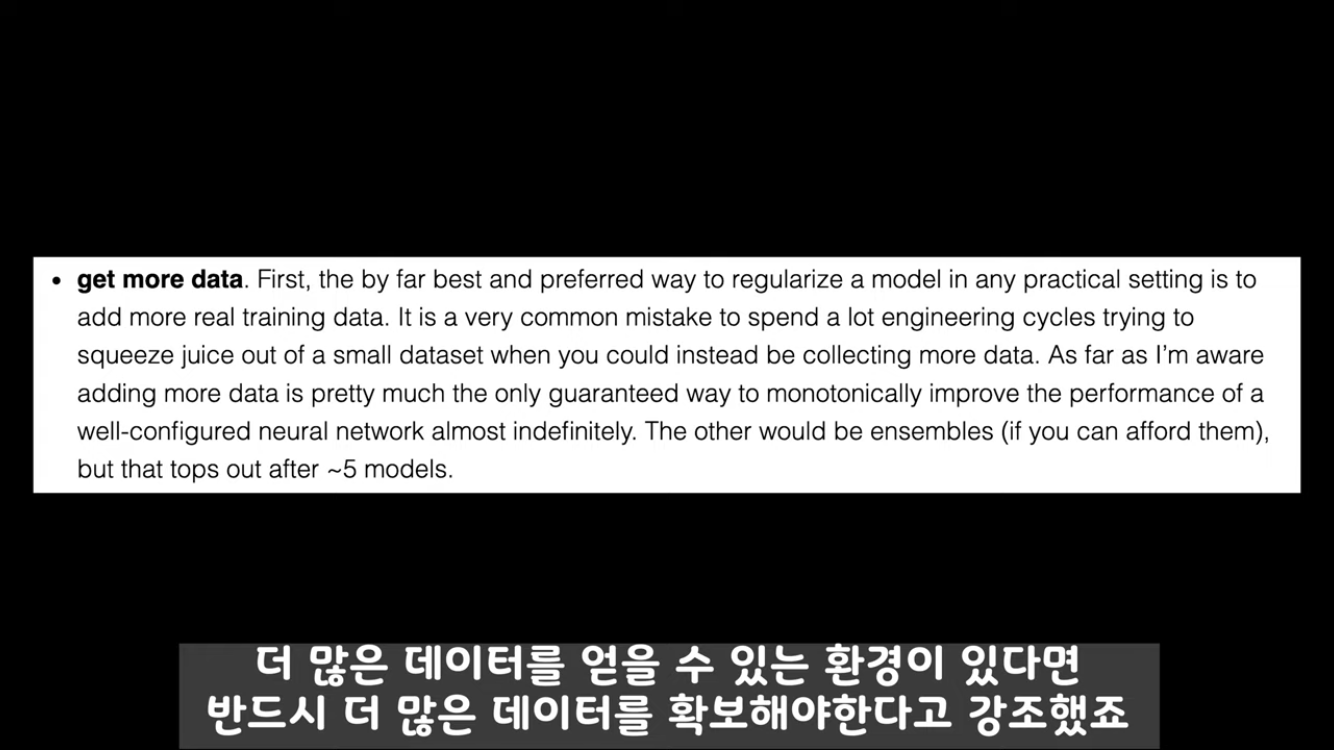 • get more data. First, the by far best and preferred way to regularize a model in any practical setting is to
add more real training data. It is a very common mistake to spend a lot engineering cycles trying to
squeeze juice out of a small dataset when you could instead be collecting more data. As far as I’m aware
adding more data is pretty much the only guaranteed way to monotonically improve the performance of a
well-configured neural network almost indefinitely. The other would be ensembles (if you can afford them),
but that tops out after ~5 models.
더 많은 데이터를 얻을 수 있는 환경이 있다면
반드시 더 많은 데이터를 확보해야한다고 강조했죠